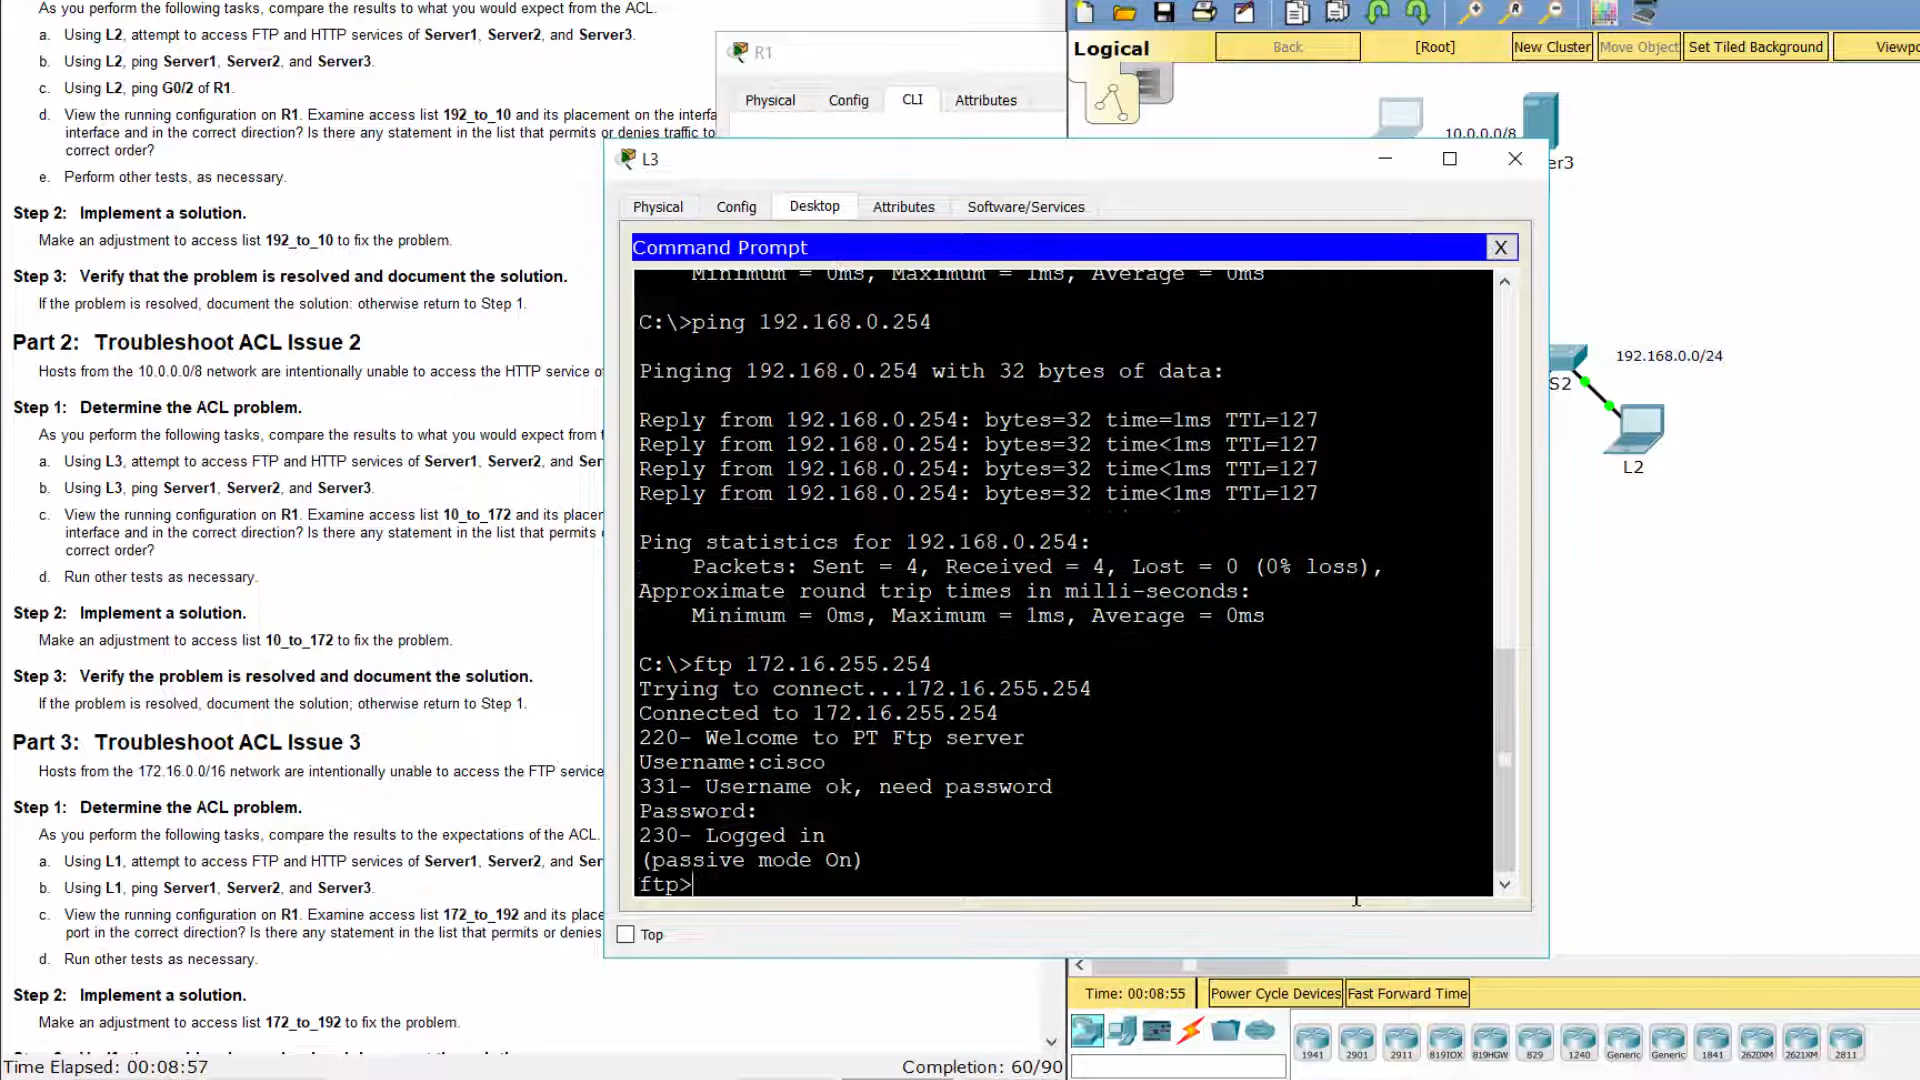 As you perform the following tasks, compare the results to what you would expect from the ACL.
a. Using L2, attempt to access FTP and HTTP services of Server1, Server2, and Server3.
b. Using L2, ping Server1, Server2, and Server3.
c. Using L2, ping G0/2 of R1.
d. View the running configuration on R1. Examine access list 192_to_10 and its placement on the interfa
interface and in the correct direction? Is there any statement in the list that permits or denies traffic to
correct order?
e. Perform other tests, as necessary.
Step 2: Implement a solution.
Make an adjustment to access list 192_to_10 to fix the problem.
Step 3: Verify that the problem is resolved and document the solution.
If the problem is resolved, document the solution: otherwise return to Step 1.
Part 2: Troubleshoot ACL Issue 2
Hosts from the 10.0.0.0/8 network are intentionally unable to access the HTTP service o
Step 1: Determine the ACL problem.
As you perform the following tasks, compare the results to what you would expect from t
a. Using L3, attempt to access FTP and HTTP services of Server1, Server2, and Ser
b. Using L3, ping Server1, Server2, and Server3.
c. View the running configuration on R1. Examine access list 10_to_172 and its placer
interface and in the correct direction? Is there any statement in the list that permits
correct order?
d. Run other tests as necessary.
Step 2: Implement a solution.
Make an adjustment to access list 10_to_172 to fix the problem.
Step 3: Verify the problem is resolved and document the solution.
If the problem is resolved, document the solution; otherwise return to Step 1.
Part 3: Troubleshoot ACL Issue 3
Hosts from the 172.16.0.0/16 network are intentionally unable to access the FTP service
Step 1: Determine the ACL problem.
As you perform the following tasks, compare the results to the expectations of the ACL.
a. Using L1, attempt to access FTP and HTTP services of Server1, Server2, and Ser
b. Using L1, ping Server1, Server2, and Server3.
c. View the running configuration on R1. Examine access list 172_to_192 and its place
port in the correct direction? Is there any statement in the list that permits or denies
d. Run other tests as necessary.
Step 2: Implement a solution.
Make an adjustment to access list 172_to_192 to fix the problem.
Time Elapsed: 00:08:57
Completion: 60/90
R1
Physical Config CLI Attributes
L3
Physical Config Desktop Attributes Software/Services
Command Prompt X
Minimum = 0ms, Maximum = 1ms, Average = 0ms
C:\>ping 192.168.0.254
Pinging 192.168.0.254 with 32 bytes of data:
Reply from 192.168.0.254: bytes=32 time=1ms TTL=127
Reply from 192.168.0.254: bytes=32 time<1ms TTL=127
Reply from 192.168.0.254: bytes=32 time<1ms TTL=127
Reply from 192.168.0.254: bytes=32 time<1ms TTL=127
Ping statistics for 192.168.0.254:
Packets: Sent = 4, Received = 4, Lost = 0 (0% loss),
Approximate round trip times in milli-seconds:
Minimum = 0ms, Maximum = 1ms, Average = 0ms
C:\>ftp 172.16.255.254
Trying to connect...172.16.255.254
Connected to 172.16.255.254
220- Welcome to PT Ftp server
Username:cisco
331- Username ok, need password
Password:
230- Logged in
(passive mode On)
ftp>
Top
Logical Back [Root] New Cluster Move Object Set Tiled Background Viewpo
10.0.0.0/8
er3
192.168.0.0/24
S2
L2
Time: 00:08:55 Power Cycle Devices Fast Forward Time
1941 2901 2911 819IOX 819HGW 829 1240 Generic Generic 1841 2620XM 2621XM 2811